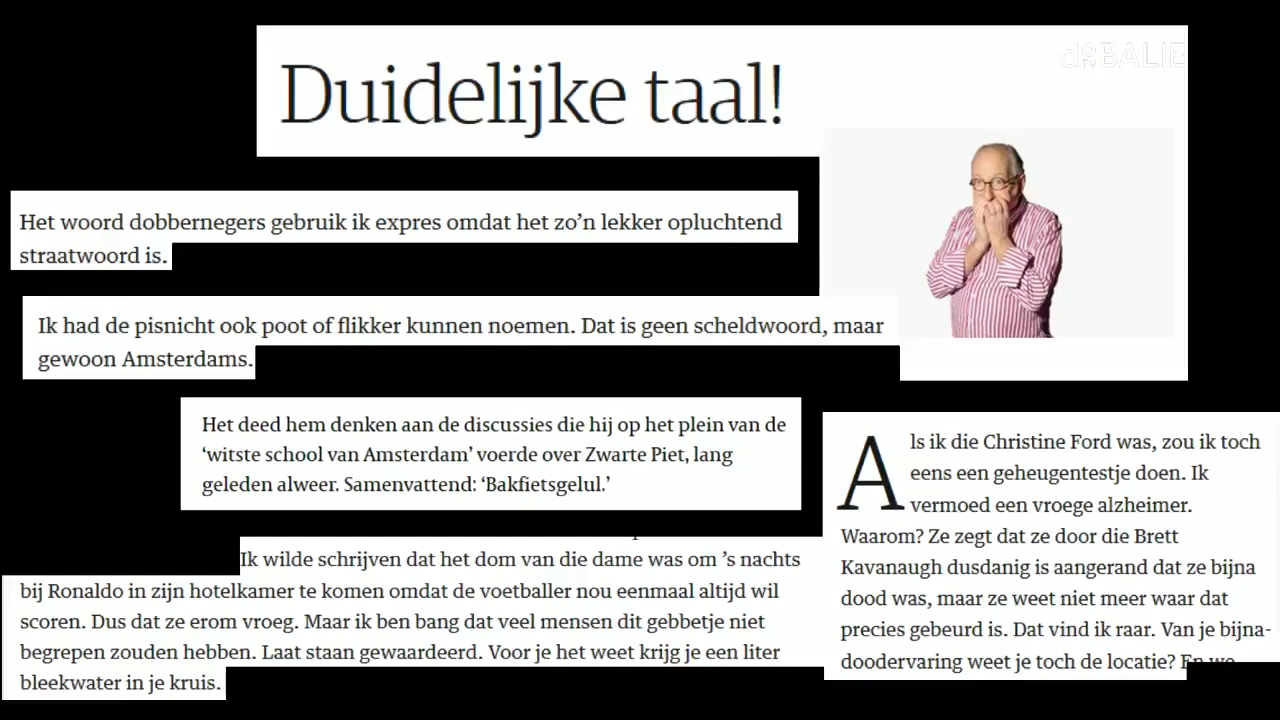 de BALIE
Duidelijke taal!
Het woord dobbernegers gebruik ik expres omdat het zo’n lekker opluchtend
straatwoord is.
Ik had de pisnicht ook poot of flikker kunnen noemen. Dat is geen scheldwoord, maar
gewoon Amsterdams.
Het deed hem denken aan de discussies die hij op het plein van de
‘witste school van Amsterdam’ voerde over Zwarte Piet, lang
geleden alweer. Samenvattend: ‘Bakfietsgelul.’
Ik wilde schrijven dat het dom van die dame was om ’s nachts
bij Ronaldo in zijn hotelkamer te komen omdat de voetballer nou eenmaal altijd wil
scoren. Dus dat ze erom vroeg. Maar ik ben bang dat veel mensen dit gebbetje niet
begrepen zouden hebben. Laat staan gewaardeerd. Voor je het weet krijg je een liter
bleekwater in je kruis.
Als ik die Christine Ford was, zou ik toch
eens een geheugentestje doen. Ik
vermoed een vroege alzheimer.
Waarom? Ze zegt dat ze door die Brett
Kavanaugh dusdanig is aangerand dat ze bijna
dood was, maar ze weet niet meer waar dat
precies gebeurd is. Dat vind ik raar. Van je bijna-
doodervaring weet je toch de locatie?